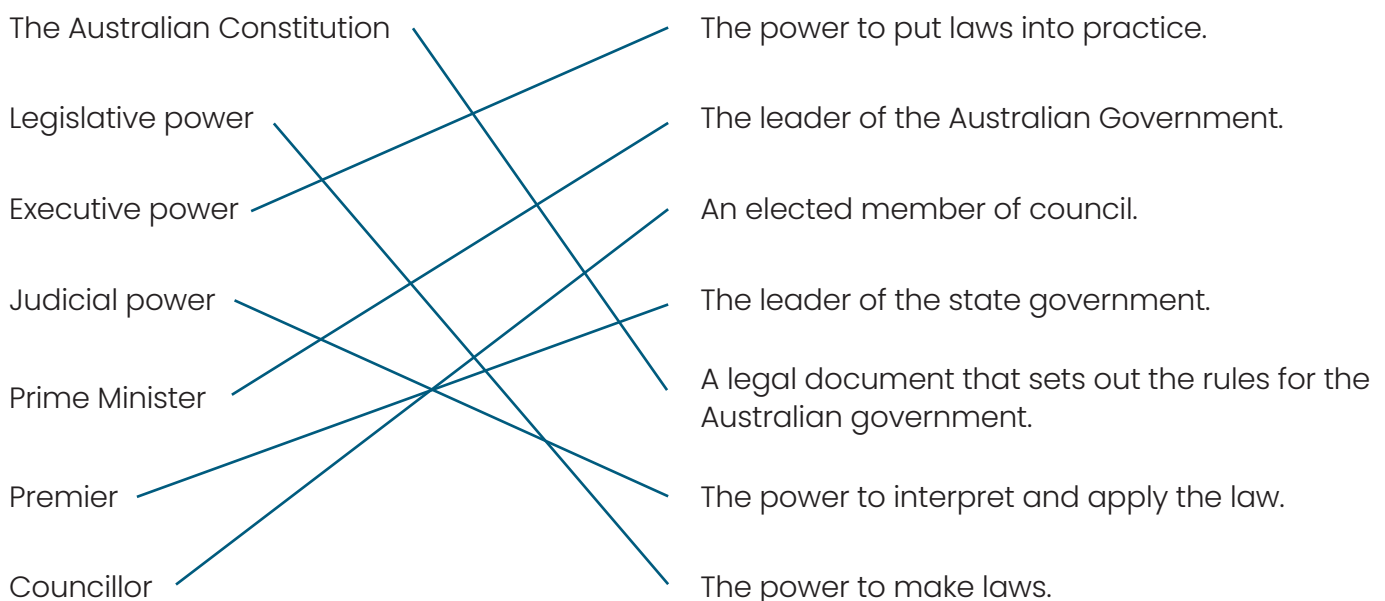 The Australian Constitution
The power to put laws into practice.
Legislative power
The leader of the Australian Government.
Executive power
An elected member of council.
Judicial power
The leader of the state government.
Prime Minister
A legal document that sets out the rules for the
Australian government.
Premier
The power to interpret and apply the law.
Councillor
The power to make laws.